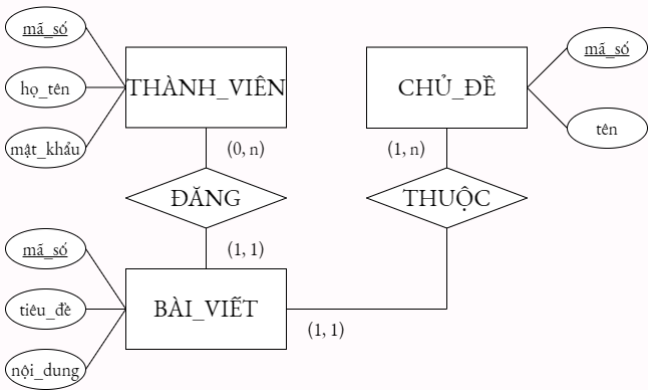 mã_số
họ_tên
mật_khẩu
THÀNH_VIÊN
CHỦ_ĐỀ
mã_số
tên
(0, n)
(1, n)
ĐĂNG
THUỘC
(1, 1)
mã_số
tiêu_đề
nội_dung
BÀI_VIẾT
(1, 1)